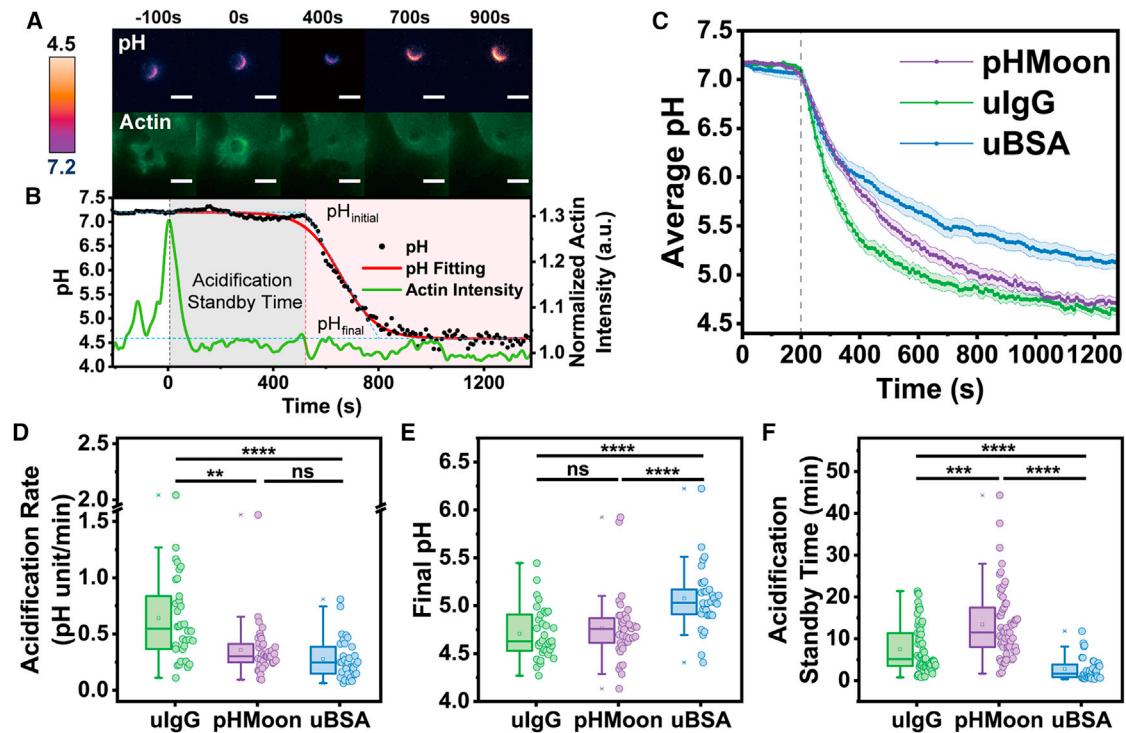 A
-100s 0s 400s 700s 900s
pH
4.5
7.2
Actin
B
7.5
7.0
6.5
6.0
5.5
5.0
4.5
4.0
pH
pHinitial
pH
pH Fitting
Actin Intensity
Acidification
Standby Time
pHfinal
1.3
1.2
1.1
1.0
Normalized Actin
Intensity (a.u.)
0 400 800 1200
Time (s)
C
7.5
7.0
6.5
6.0
5.5
5.0
4.5
Average pH
pHMoon
uIgG
uBSA
0 200 400 600 800 1000 1200
Time (s)
D
2.5
2.0
1.5
1.0
0.5
0.0
Acidification Rate
(pH unit/min)
****
** ns
uIgG pHMoon uBSA
E
6.5
6.0
5.5
5.0
4.5
4.0
Final pH
****
ns ****
uIgG pHMoon uBSA
F
50
40
30
20
10
0
Acidification
Standby Time (min)
****
*** ****
uIgG pHMoon uBSA